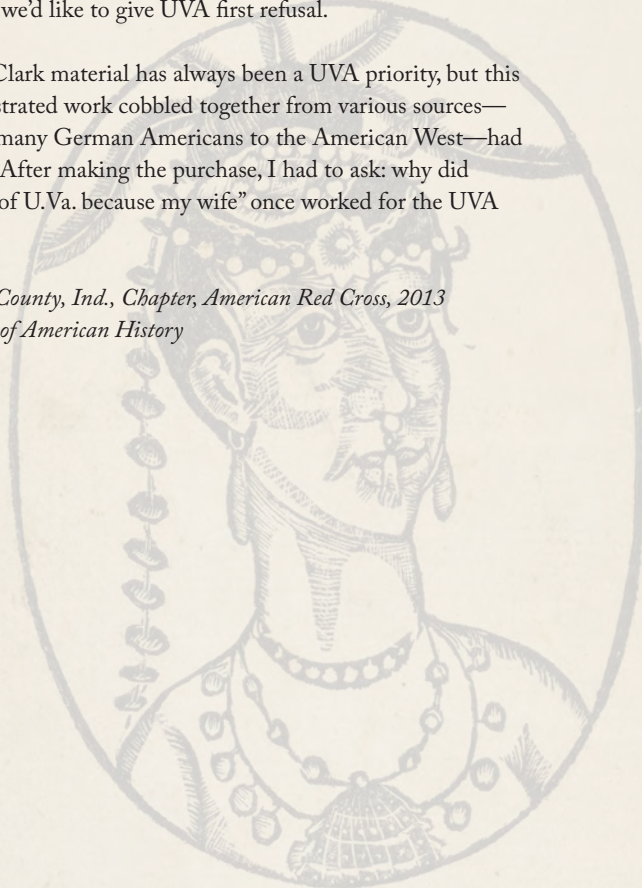 we’d like to give UVA first refusal.
Clark material has always been a UVA priority, but this
strated work cobbled together from various sources—
many German Americans to the American West—had
After making the purchase, I had to ask: why did
of U.Va. because my wife” once worked for the UVA
County, Ind., Chapter, American Red Cross, 2013
of American History